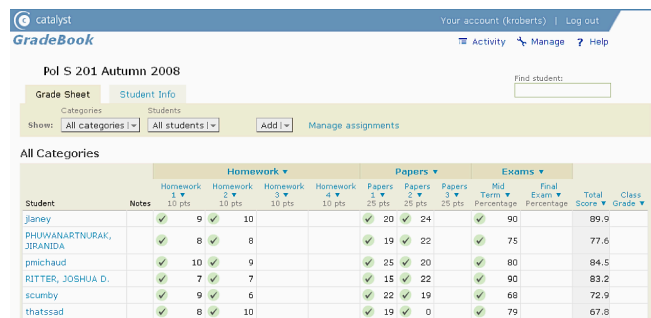 catalyst
Your account (kroberts) | Log out
GradeBook
Activity Manage ? Help
Pol S 201 Autumn 2008
Find student:
Grade Sheet Student Info
Categories Students
Show: All categories All students Add Manage assignments
All Categories
Homework Papers Exams
Homework Homework Homework Homework Papers Papers Papers Mid Final
1 2 3 4 1 2 3 Term Exam Total Class
Student Notes 10 pts 10 pts 10 pts 10 pts 25 pts 25 pts 25 pts Percentage Percentage Score Grade
jlaney 9 10 20 24 90 89.9
PHUWANARTNURAK, JIRANIDA 8 8 19 22 75 77.6
pmichaud 10 9 25 20 80 84.5
RITTER, JOSHUA D. 7 7 15 22 90 83.2
scumby 9 6 22 19 68 72.9
thatssad 8 10 19 0 79 67.8